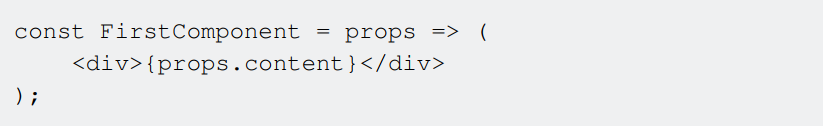 const FirstComponent = props => (
    <div>{props.content}</div>
);